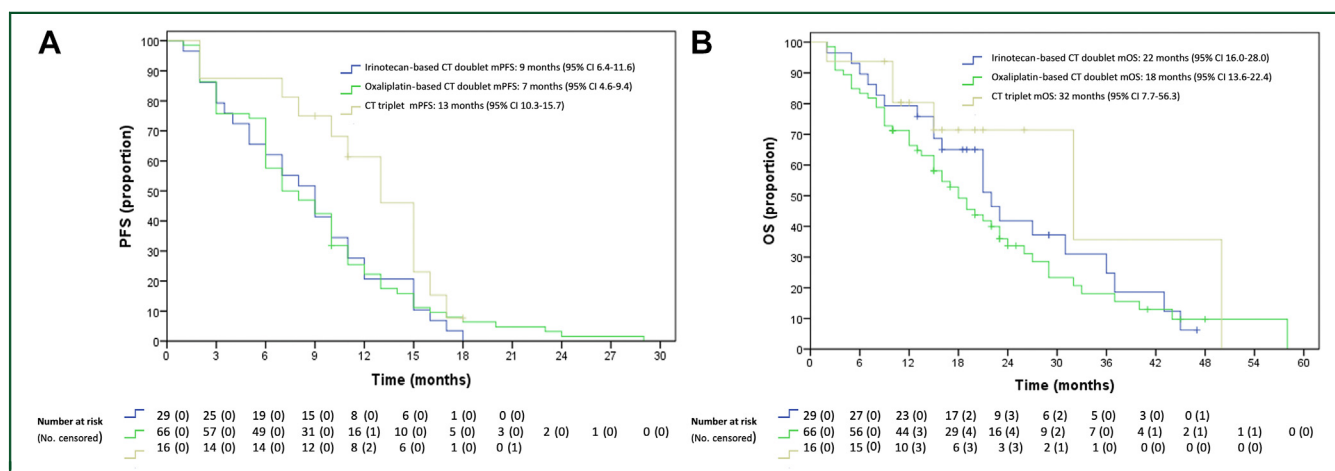 A
PFS (proportion)
100
90
80
70
60
50
40
30
20
10
0
Irinotecan-based CT doublet mPFS: 9 months (95% CI 6.4-11.6)
Oxaliplatin-based CT doublet mPFS: 7 months (95% CI 4.6-9.4)
CT triplet mPFS: 13 months (95% CI 10.3-15.7)
0 3 6 9 12 15 18 21 24 27 30
Time (months)
Number at risk
(No. censored)
29 (0) 25 (0) 19 (0) 15 (0) 8 (0) 6 (0) 1 (0) 0 (0)
66 (0) 57 (0) 49 (0) 31 (0) 16 (1) 10 (0) 5 (0) 3 (0) 2 (0) 1 (0) 0 (0)
16 (0) 14 (0) 14 (0) 12 (0) 8 (2) 6 (0) 1 (0) 0 (1)
B
OS (proportion)
100
90
80
70
60
50
40
30
20
10
0
Irinotecan-based CT doublet mOS: 22 months (95% CI 16.0-28.0)
Oxaliplatin-based CT doublet mOS: 18 months (95% CI 13.6-22.4)
CT triplet mOS: 32 months (95% CI 7.7-56.3)
0 6 12 18 24 30 36 42 48 54 60
Time (months)
Number at risk
(No. censored)
29 (0) 27 (0) 23 (0) 17 (2) 9 (3) 6 (2) 5 (0) 3 (0) 0 (1)
66 (0) 56 (0) 44 (3) 29 (4) 16 (4) 9 (2) 7 (0) 4 (1) 2 (1) 1 (1) 0 (0)
16 (0) 15 (0) 10 (3) 6 (3) 3 (3) 2 (1) 1 (0) 0 (0) 0 (0)